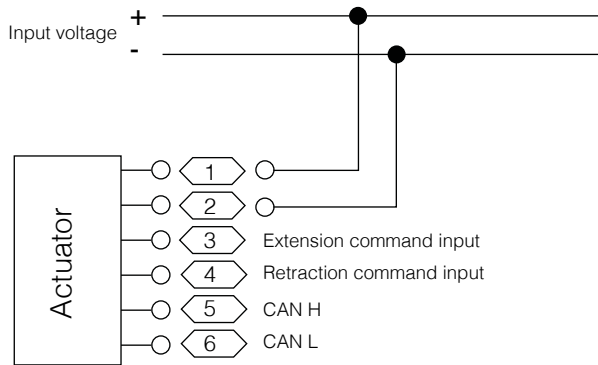 +
Input voltage
-
Actuator
1
2
3 Extension command input
4 Retraction command input
5 CAN H
6 CAN L